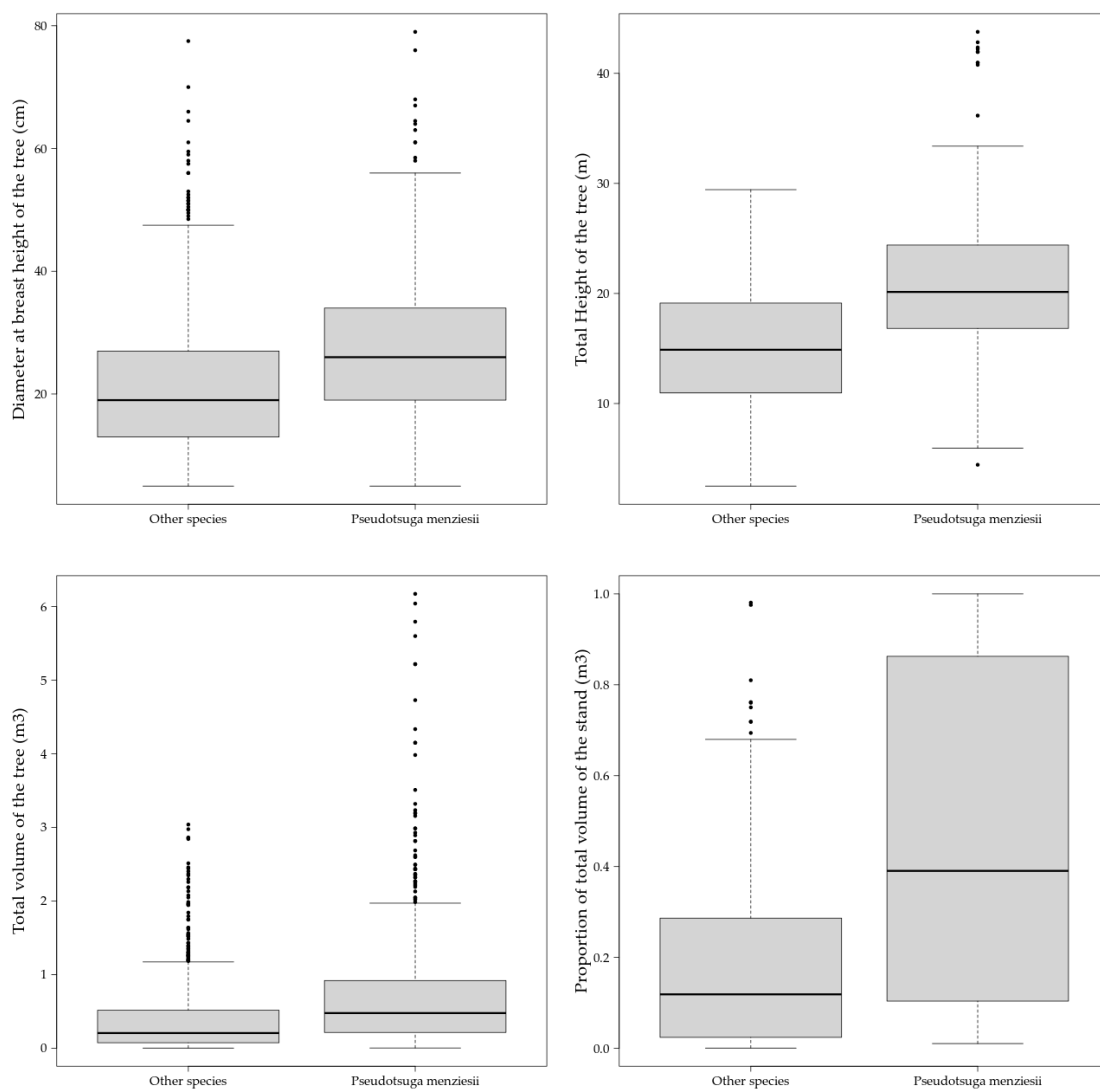 Diameter at breast height of the tree (cm)
80
60
40
20
Other species
Pseudotsuga menziesii
Total Height of the tree (m)
40
30
20
10
Other species
Pseudotsuga menziesii
Total volume of the tree (m3)
6
5
4
3
2
1
0
Other species
Pseudotsuga menziesii
Proportion of total volume of the stand (m3)
1.0
0.8
0.6
0.4
0.2
0.0
Other species
Pseudotsuga menziesii